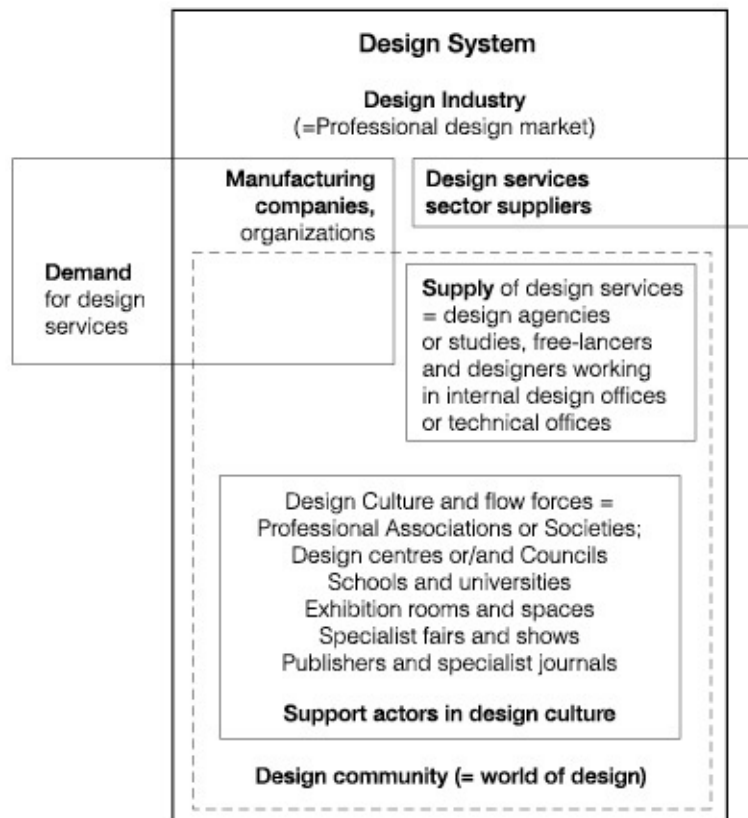 Design System
Design Industry
(=Professional design market)
Manufacturing
companies,
organizations
Design services
sector suppliers
Demand
for design
services
Supply of design services
= design agencies
or studies, free-lancers
and designers working
in internal design offices
or technical offices
Design Culture and flow forces =
Professional Associations or Societies;
Design centres or/and Councils
Schools and universities
Exhibition rooms and spaces
Specialist fairs and shows
Publishers and specialist journals
Support actors in design culture
Design community (= world of design)